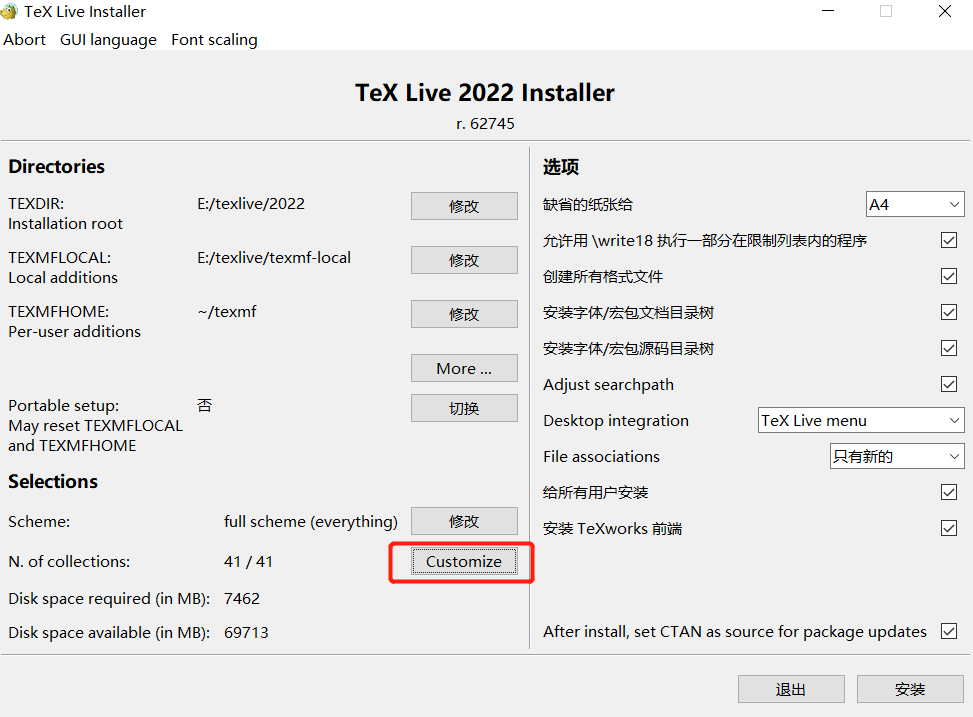 TeX Live Installer
Abort GUI language Font scaling
TeX Live 2022 Installer
r. 62745
Directories
TEXDIR: E:/texlive/2022 修改
Installation root
TEXMFLOCAL: E:/texlive/texmf-local 修改
Local additions
TEXMFHOME: ~/texmf 修改
Per-user additions
More ...
Portable setup: 否 切换
May reset TEXMFLOCAL
and TEXMFHOME
Selections
Scheme: full scheme (everything) 修改
N. of collections: 41 / 41 Customize
Disk space required (in MB): 7462
Disk space available (in MB): 69713
选项
缺省的纸张给 A4
允许用 \write18 执行一部分在限制列表内的程序
创建所有格式文件
安装字体/宏包文档目录树
安装字体/宏包源码目录树
Adjust searchpath
Desktop integration TeX Live menu
File associations 只有新的
给所有用户安装
安装 TeXworks 前端
After install, set CTAN as source for package updates
退出 安装